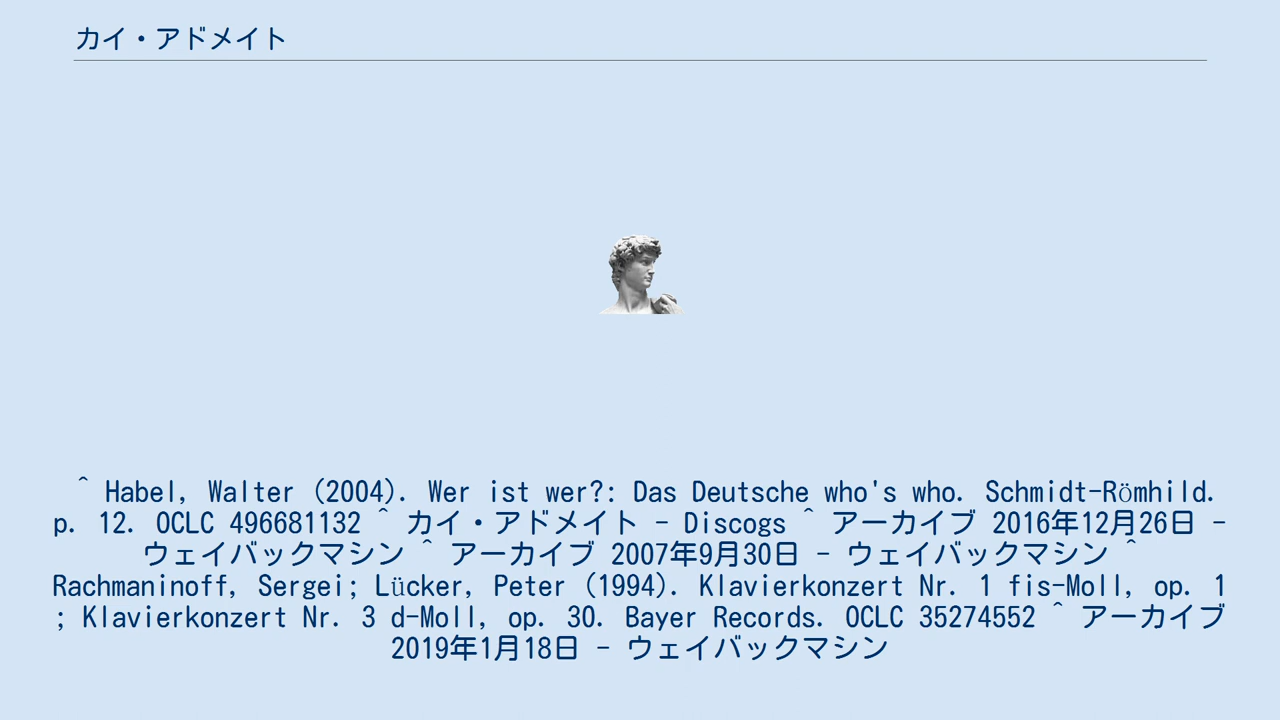 カイ・アドメイト
^ Habel, Walter (2004). Wer ist wer?: Das Deutsche who's who. Schmidt-Römhild.
p. 12. OCLC 496681132 ^ カイ・アドメイト - Discogs ^ アーカイブ 2016年12月26日 -
ウェイバックマシン ^ アーカイブ 2007年9月30日 - ウェイバックマシン ^
Rachmaninoff, Sergei; Lücker, Peter (1994). Klavierkonzert Nr. 1 fis-Moll, op. 1
; Klavierkonzert Nr. 3 d-Moll, op. 30. Bayer Records. OCLC 35274552 ^ アーカイブ
2019年1月18日 - ウェイバックマシン